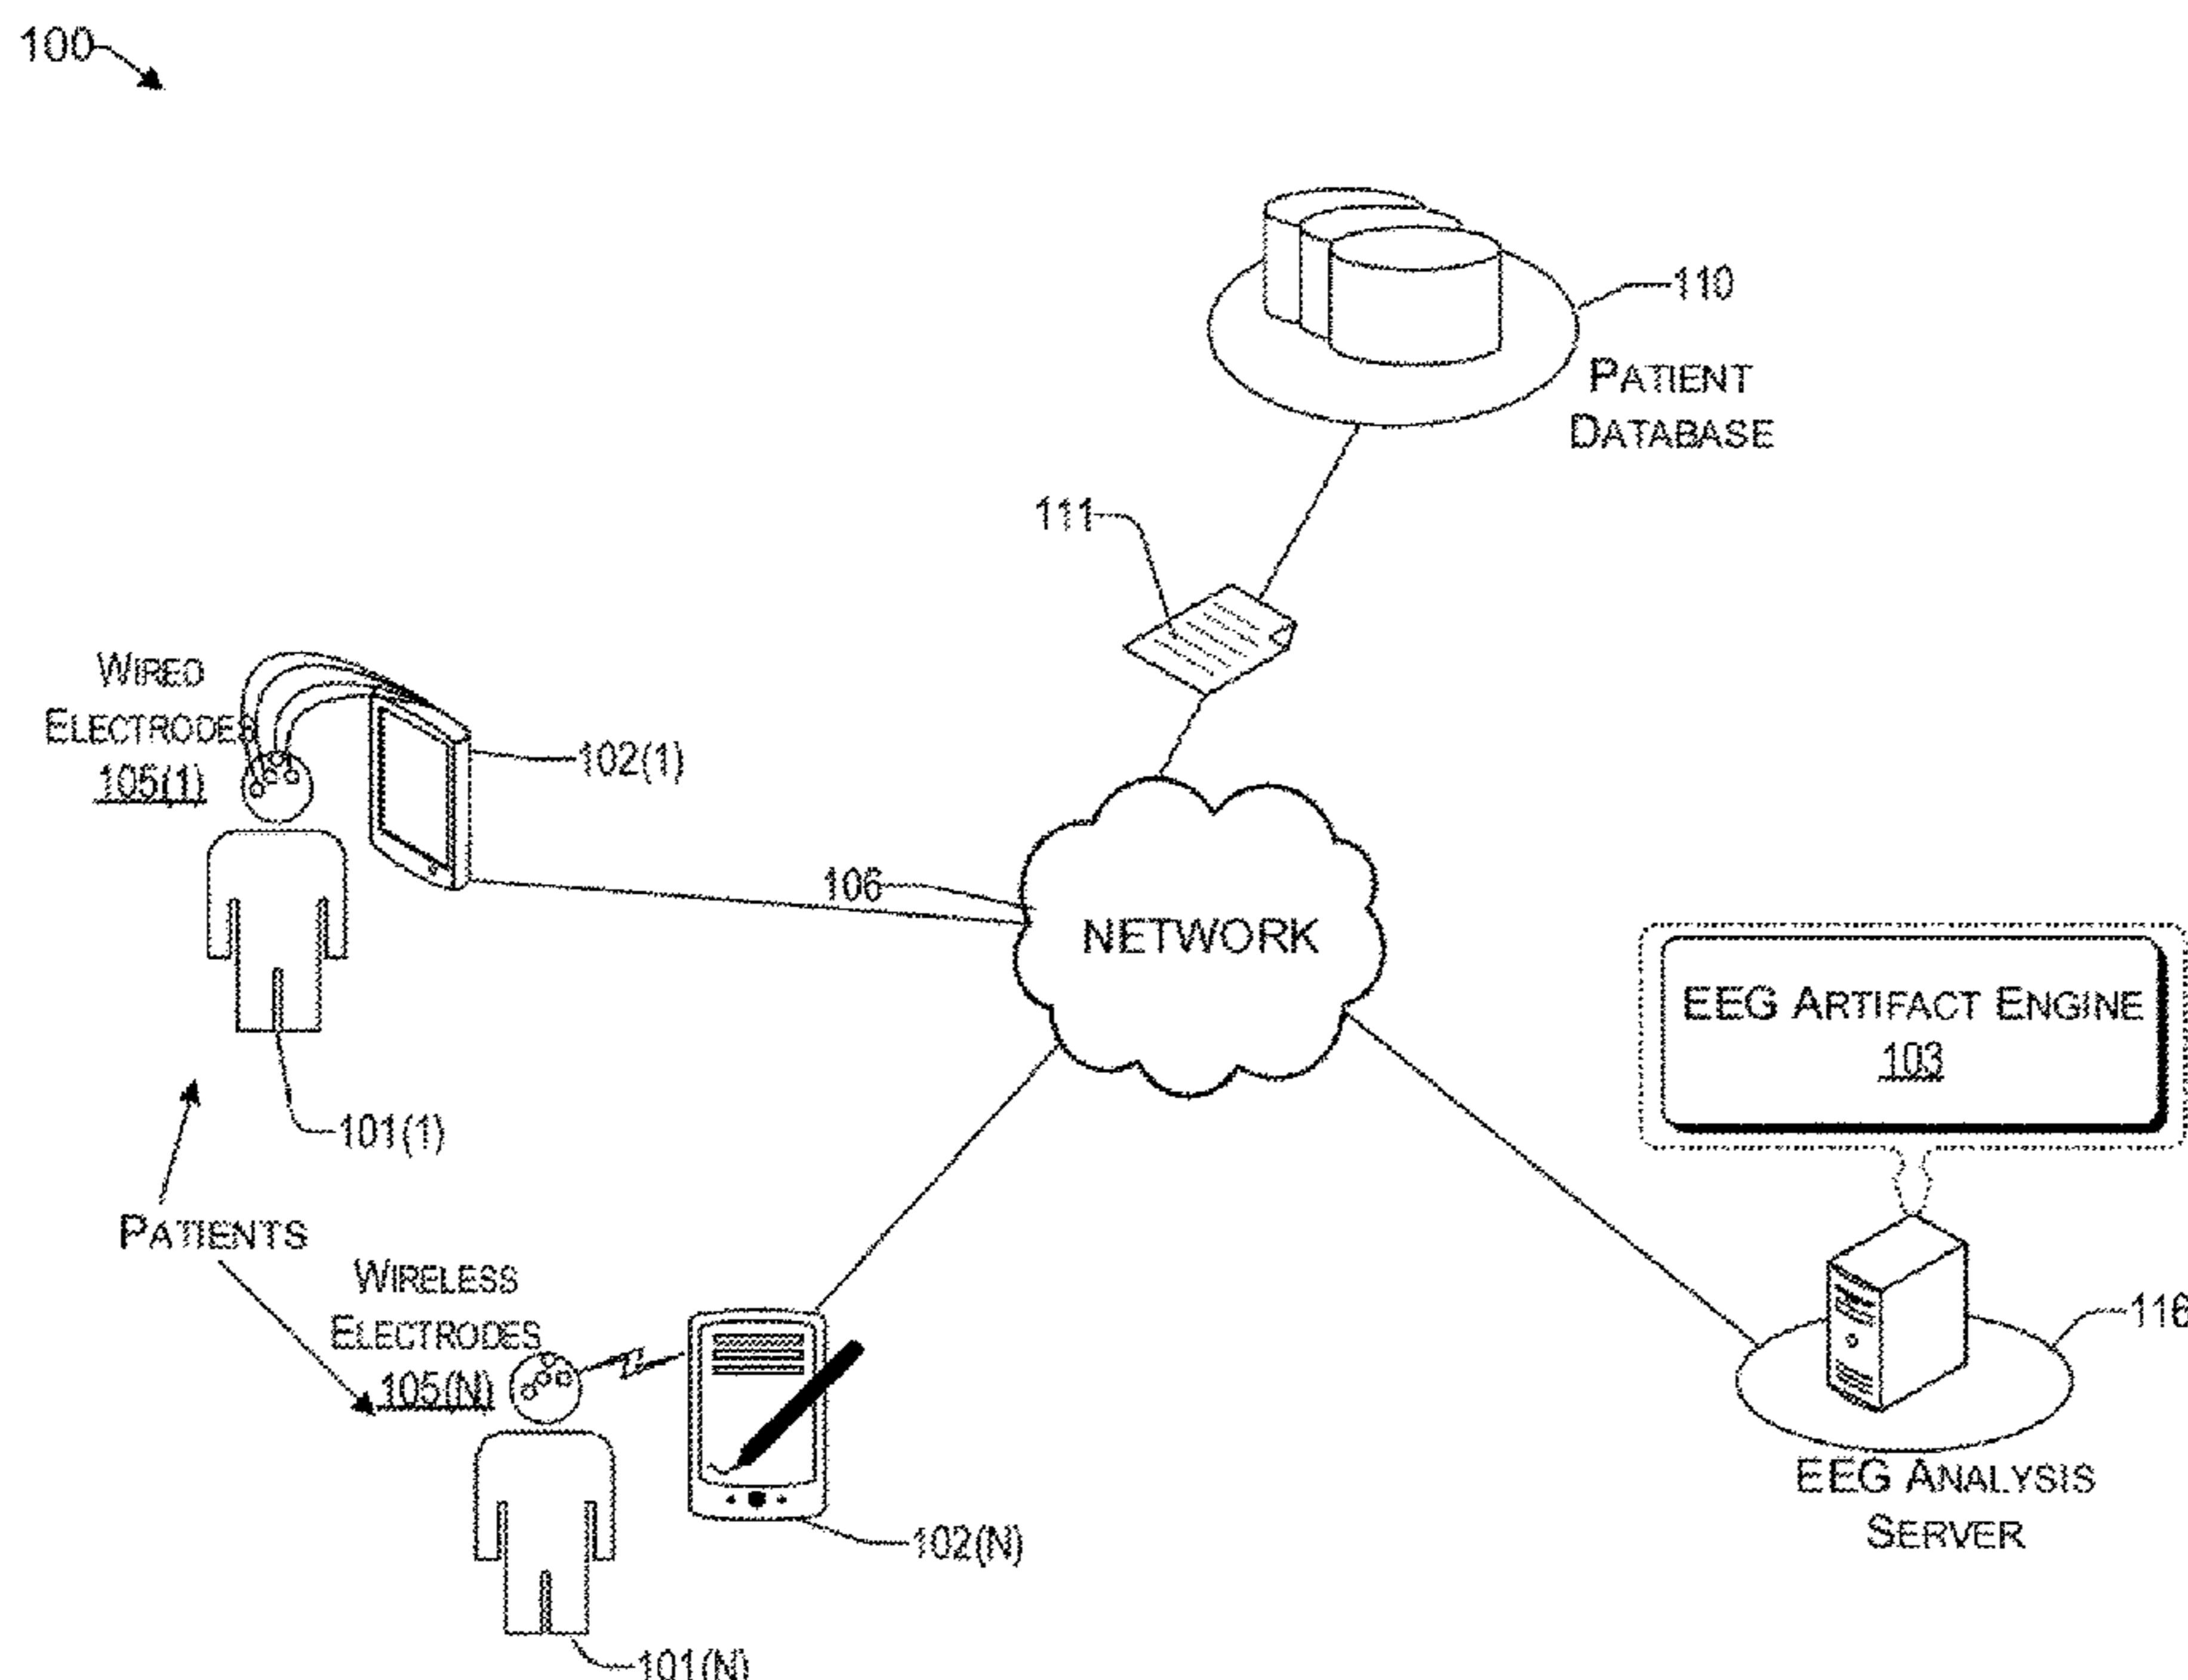 100
110
PATIENT
DATABASE
111
WIRED
ELECTRODES
105(1)
102(1)
106
NETWORK
EEG ARTIFACT ENGINE
103
101(1)
PATIENTS
WIRELESS
ELECTRODES
105(N)
116
EEG ANALYSIS
SERVER
102(N)
101(N)